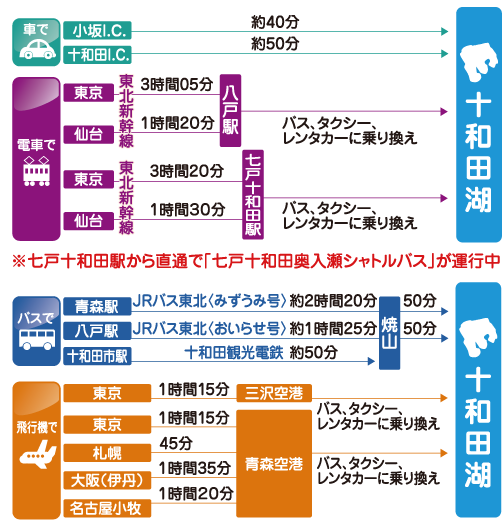 車で
小坂I.C.
約40分
十和田I.C.
約50分
十和田湖
電車で
東京
東北新幹線
3時間05分
仙台
1時間20分
八戸駅
バス、タクシー、
レンタカーに乗り換え
東京
東北新幹線
3時間20分
仙台
1時間30分
七戸十和田駅
バス、タクシー、
レンタカーに乗り換え
※七戸十和田駅から直通で「七戸十和田奥入瀬シャトルバス」が運行中
バスで
青森駅
JRバス東北〈みずうみ号〉 約2時間20分
八戸駅
JRバス東北〈おいらせ号〉 約1時間25分
十和田市駅
十和田観光電鉄 約50分
焼山
50分
50分
十和田湖
飛行機で
東京
1時間15分
三沢空港
バス、タクシー、
レンタカーに乗り換え
東京
1時間15分
札幌
45分
大阪(伊丹)
1時間35分
名古屋小牧
1時間20分
青森空港
バス、タクシー、
レンタカーに乗り換え